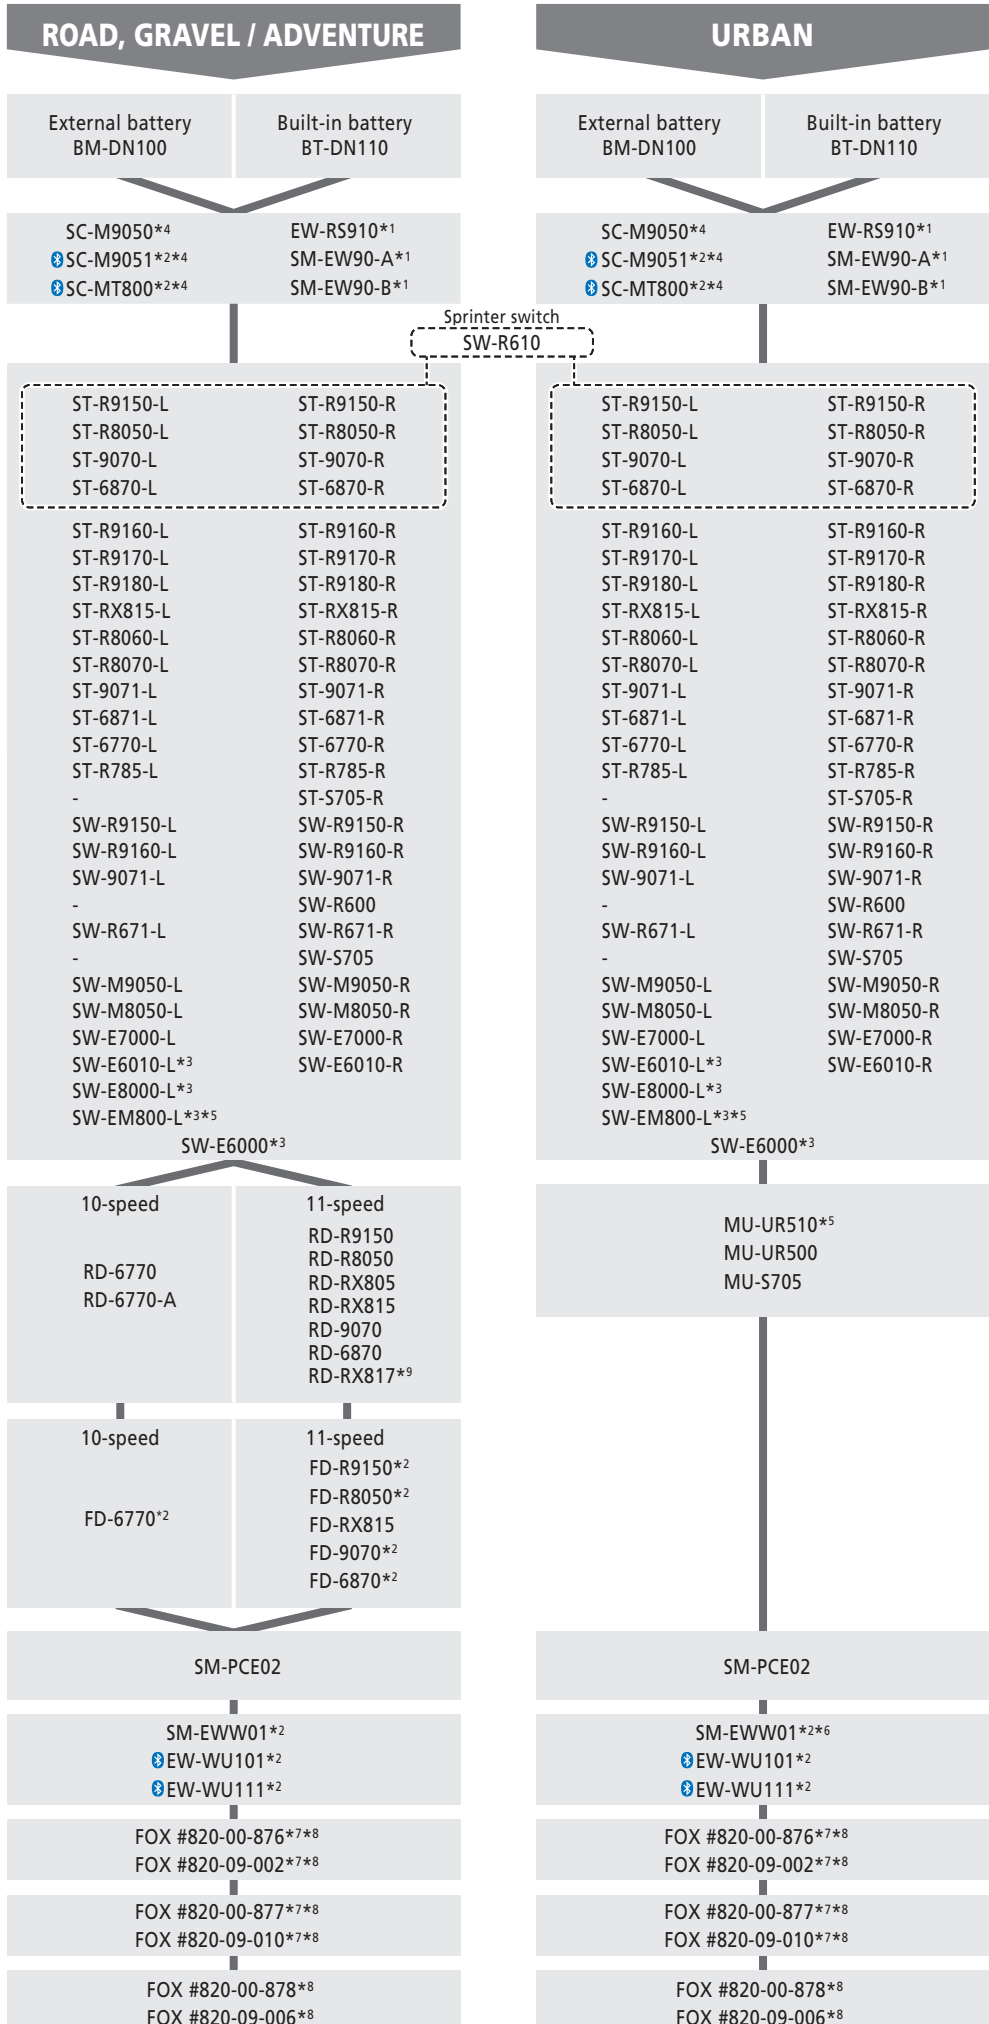 ROAD, GRAVEL / ADVENTURE
External battery
BM-DN100
Built-in battery
BT-DN110
SC-M9050*4
SC-M9051*2*4
SC-MT800*2*4
EW-RS910*1
SM-EW90-A*1
SM-EW90-B*1
Sprinter switch
SW-R610
ST-R9150-L ST-R9150-R
ST-R8050-L ST-R8050-R
ST-9070-L ST-9070-R
ST-6870-L ST-6870-R
ST-R9160-L ST-R9160-R
ST-R9170-L ST-R9170-R
ST-R9180-L ST-R9180-R
ST-RX815-L ST-RX815-R
ST-R8060-L ST-R8060-R
ST-R8070-L ST-R8070-R
ST-9071-L ST-9071-R
ST-6871-L ST-6871-R
ST-6770-L ST-6770-R
ST-R785-L ST-R785-R
- ST-S705-R
SW-R9150-L SW-R9150-R
SW-R9160-L SW-R9160-R
SW-9071-L SW-9071-R
- SW-R600
SW-R671-L SW-R671-R
- SW-S705
SW-M9050-L SW-M9050-R
SW-M8050-L SW-M8050-R
SW-E7000-L SW-E7000-R
SW-E6010-L*3 SW-E6010-R
SW-E8000-L*3
SW-EM800-L*3*5
SW-E6000*3
10-speed
RD-6770
RD-6770-A
11-speed
RD-R9150
RD-R8050
RD-RX805
RD-RX815
RD-9070
RD-6870
RD-RX817*9
10-speed
FD-6770*2
11-speed
FD-R9150*2
FD-R8050*2
FD-RX815
FD-9070*2
FD-6870*2
SM-PCE02
SM-EWW01*2
EW-WU101*2
EW-WU111*2
FOX #820-00-876*7*8
FOX #820-09-002*7*8
FOX #820-00-877*7*8
FOX #820-09-010*7*8
FOX #820-00-878*8
FOX #820-09-006*8
URBAN
External battery
BM-DN100
Built-in battery
BT-DN110
SC-M9050*4
SC-M9051*2*4
SC-MT800*2*4
EW-RS910*1
SM-EW90-A*1
SM-EW90-B*1
ST-R9150-L ST-R9150-R
ST-R8050-L ST-R8050-R
ST-9070-L ST-9070-R
ST-6870-L ST-6870-R
ST-R9160-L ST-R9160-R
ST-R9170-L ST-R9170-R
ST-R9180-L ST-R9180-R
ST-RX815-L ST-RX815-R
ST-R8060-L ST-R8060-R
ST-R8070-L ST-R8070-R
ST-9071-L ST-9071-R
ST-6871-L ST-6871-R
ST-6770-L ST-6770-R
ST-R785-L ST-R785-R
- ST-S705-R
SW-R9150-L SW-R9150-R
SW-R9160-L SW-R9160-R
SW-9071-L SW-9071-R
- SW-R600
SW-R671-L SW-R671-R
- SW-S705
SW-M9050-L SW-M9050-R
SW-M8050-L SW-M8050-R
SW-E7000-L SW-E7000-R
SW-E6010-L*3 SW-E6010-R
SW-E8000-L*3
SW-EM800-L*3*5
SW-E6000*3
MU-UR510*5
MU-UR500
MU-S705
SM-PCE02
SM-EWW01*2*6
EW-WU101*2
EW-WU111*2
FOX #820-00-876*7*8
FOX #820-09-002*7*8
FOX #820-00-877*7*8
FOX #820-09-010*7*8
FOX #820-00-878*8
FOX #820-09-006*8